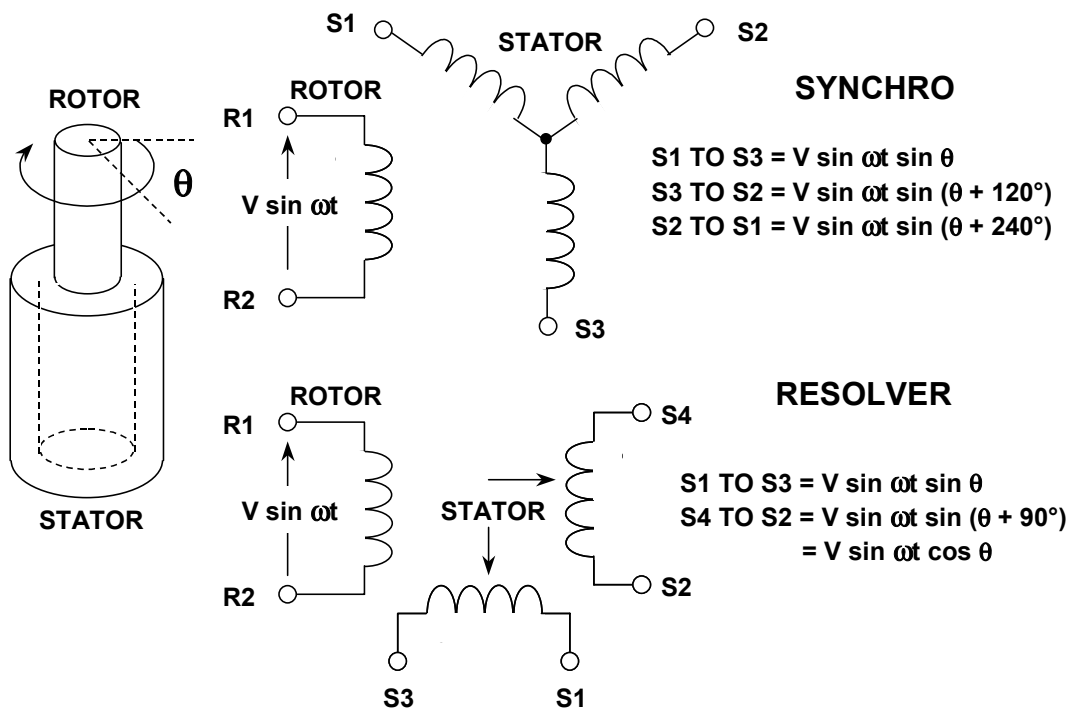 ROTOR
θ
STATOR
S1
STATOR
S2
ROTOR
R1
V sin ωt
R2
S3
SYNCHRO
S1 TO S3 = V sin ωt sin θ
S3 TO S2 = V sin ωt sin (θ + 120°)
S2 TO S1 = V sin ωt sin (θ + 240°)
ROTOR
R1
V sin ωt
R2
STATOR
S4
S2
S3
S1
RESOLVER
S1 TO S3 = V sin ωt sin θ
S4 TO S2 = V sin ωt sin (θ + 90°)
= V sin ωt cos θ